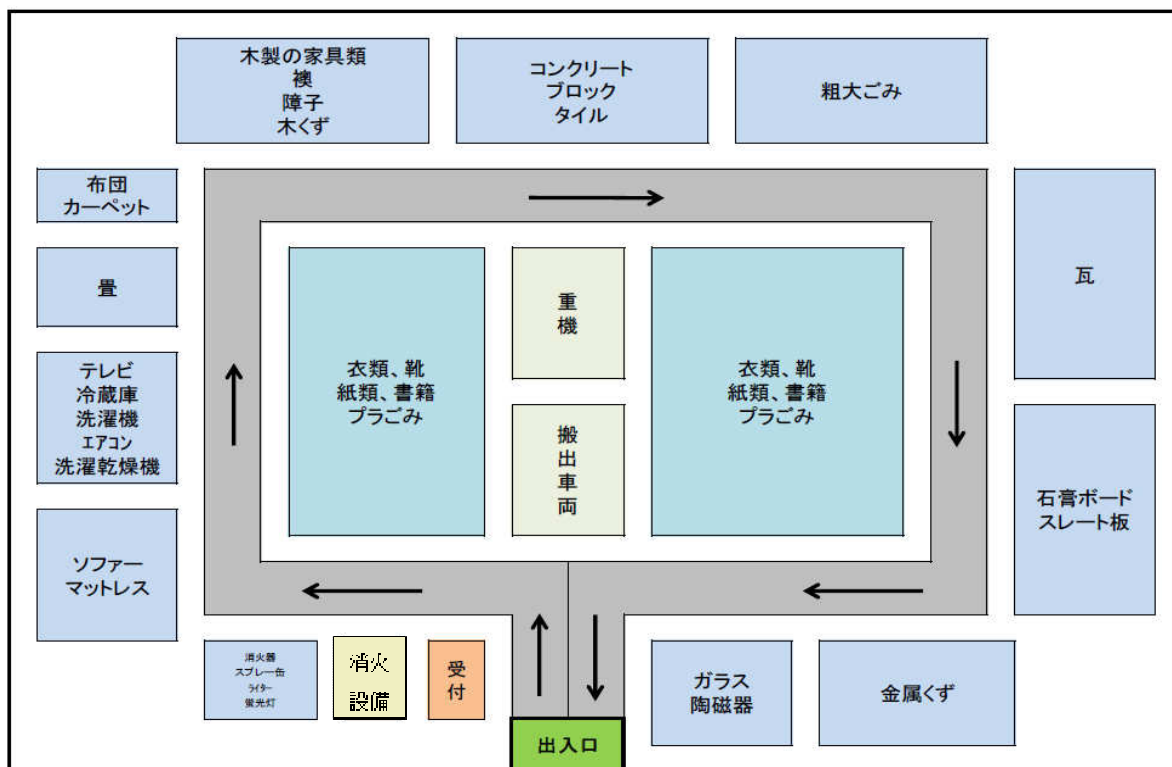 木製の家具類
襖
障子
木くず
コンクリート
ブロック
タイル
粗大ごみ
布団
カーペット
畳
テレビ
冷蔵庫
洗濯機
エアコン
洗濯乾燥機
ソファー
マットレス
衣類、靴
紙類、書籍
プラごみ
重機
搬出車両
衣類、靴
紙類、書籍
プラごみ
瓦
石膏ボード
スレート板
消火器
スプレー缶
ライター
蛍光灯
消火
設備
受付
出入口
ガラス
陶磁器
金属くず